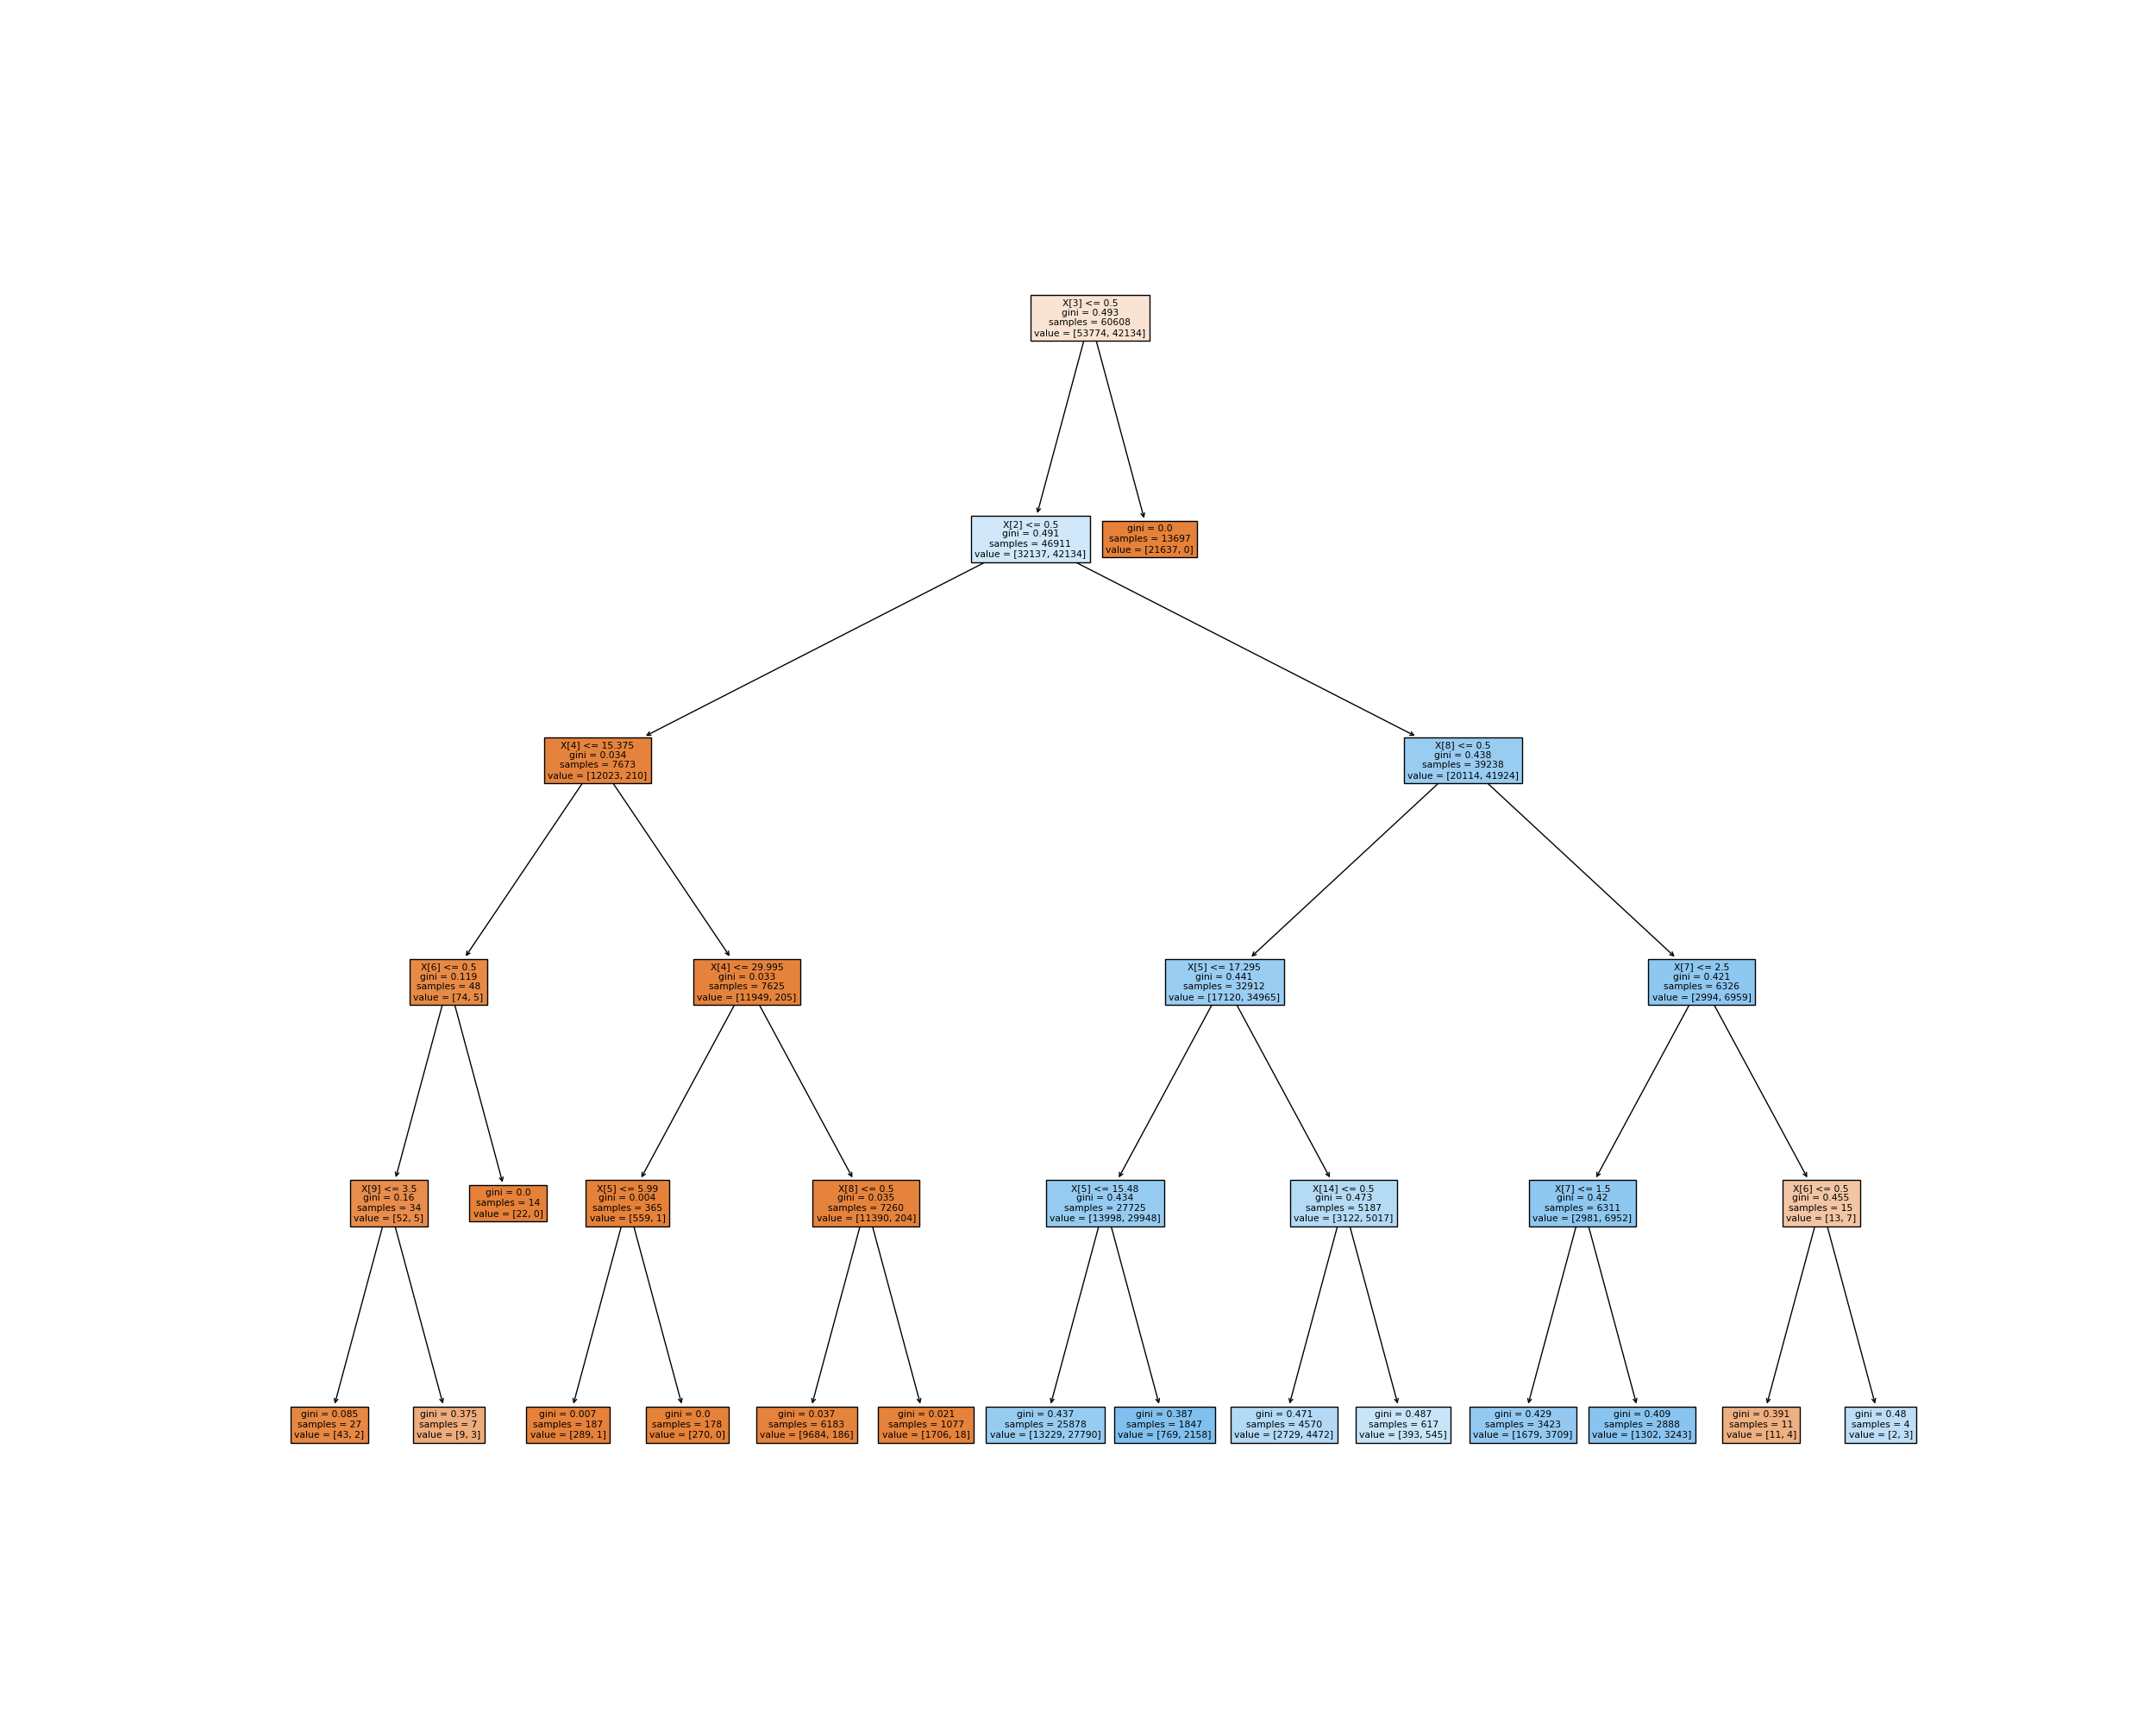 X[3] <= 0.5
gini = 0.493
samples = 60608
value = [53774, 42134]
X[2] <= 0.5
gini = 0.491
samples = 46911
value = [32137, 42134]
gini = 0.0
samples = 13697
value = [21637, 0]
X[4] <= 15.375
gini = 0.034
samples = 7673
value = [12023, 210]
X[8] <= 0.5
gini = 0.438
samples = 39238
value = [20114, 41924]
X[6] <= 0.5
gini = 0.119
samples = 48
value = [74, 5]
X[4] <= 29.995
gini = 0.033
samples = 7625
value = [11949, 205]
X[5] <= 17.295
gini = 0.441
samples = 32912
value = [17120, 34965]
X[7] <= 2.5
gini = 0.421
samples = 6326
value = [2994, 6959]
X[9] <= 3.5
gini = 0.16
samples = 34
value = [52, 5]
gini = 0.0
samples = 14
value = [22, 0]
X[5] <= 5.99
gini = 0.004
samples = 365
value = [559, 1]
X[8] <= 0.5
gini = 0.035
samples = 7260
value = [11390, 204]
X[5] <= 15.48
gini = 0.434
samples = 27725
value = [13998, 29948]
X[14] <= 0.5
gini = 0.473
samples = 5187
value = [3122, 5017]
X[7] <= 1.5
gini = 0.42
samples = 6311
value = [2981, 6952]
X[6] <= 0.5
gini = 0.455
samples = 15
value = [13, 7]
gini = 0.085
samples = 27
value = [43, 2]
gini = 0.375
samples = 7
value = [9, 3]
gini = 0.007
samples = 187
value = [289, 1]
gini = 0.0
samples = 178
value = [270, 0]
gini = 0.037
samples = 6183
value = [9684, 186]
gini = 0.021
samples = 1077
value = [1706, 18]
gini = 0.437
samples = 25878
value = [13229, 27790]
gini = 0.387
samples = 1847
value = [769, 2158]
gini = 0.471
samples = 4570
value = [2729, 4472]
gini = 0.487
samples = 617
value = [393, 545]
gini = 0.429
samples = 3423
value = [1679, 3709]
gini = 0.409
samples = 2888
value = [1302, 3243]
gini = 0.391
samples = 11
value = [11, 4]
gini = 0.48
samples = 4
value = [2, 3]